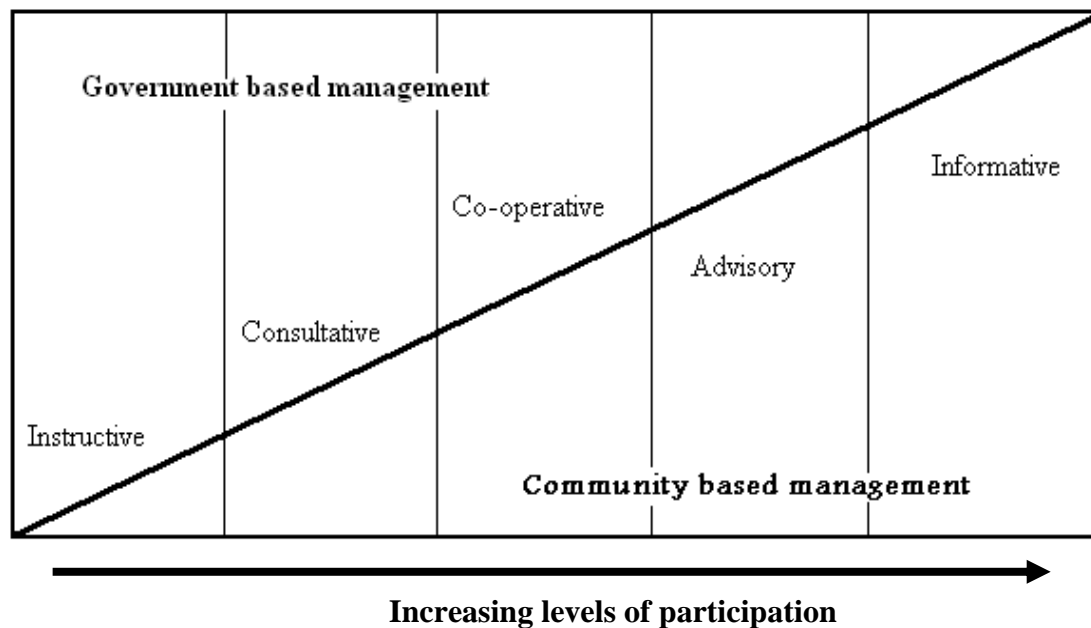 Government based management
Informative
Co-operative
Advisory
Consultative
Instructive
Community based management
Increasing levels of participation